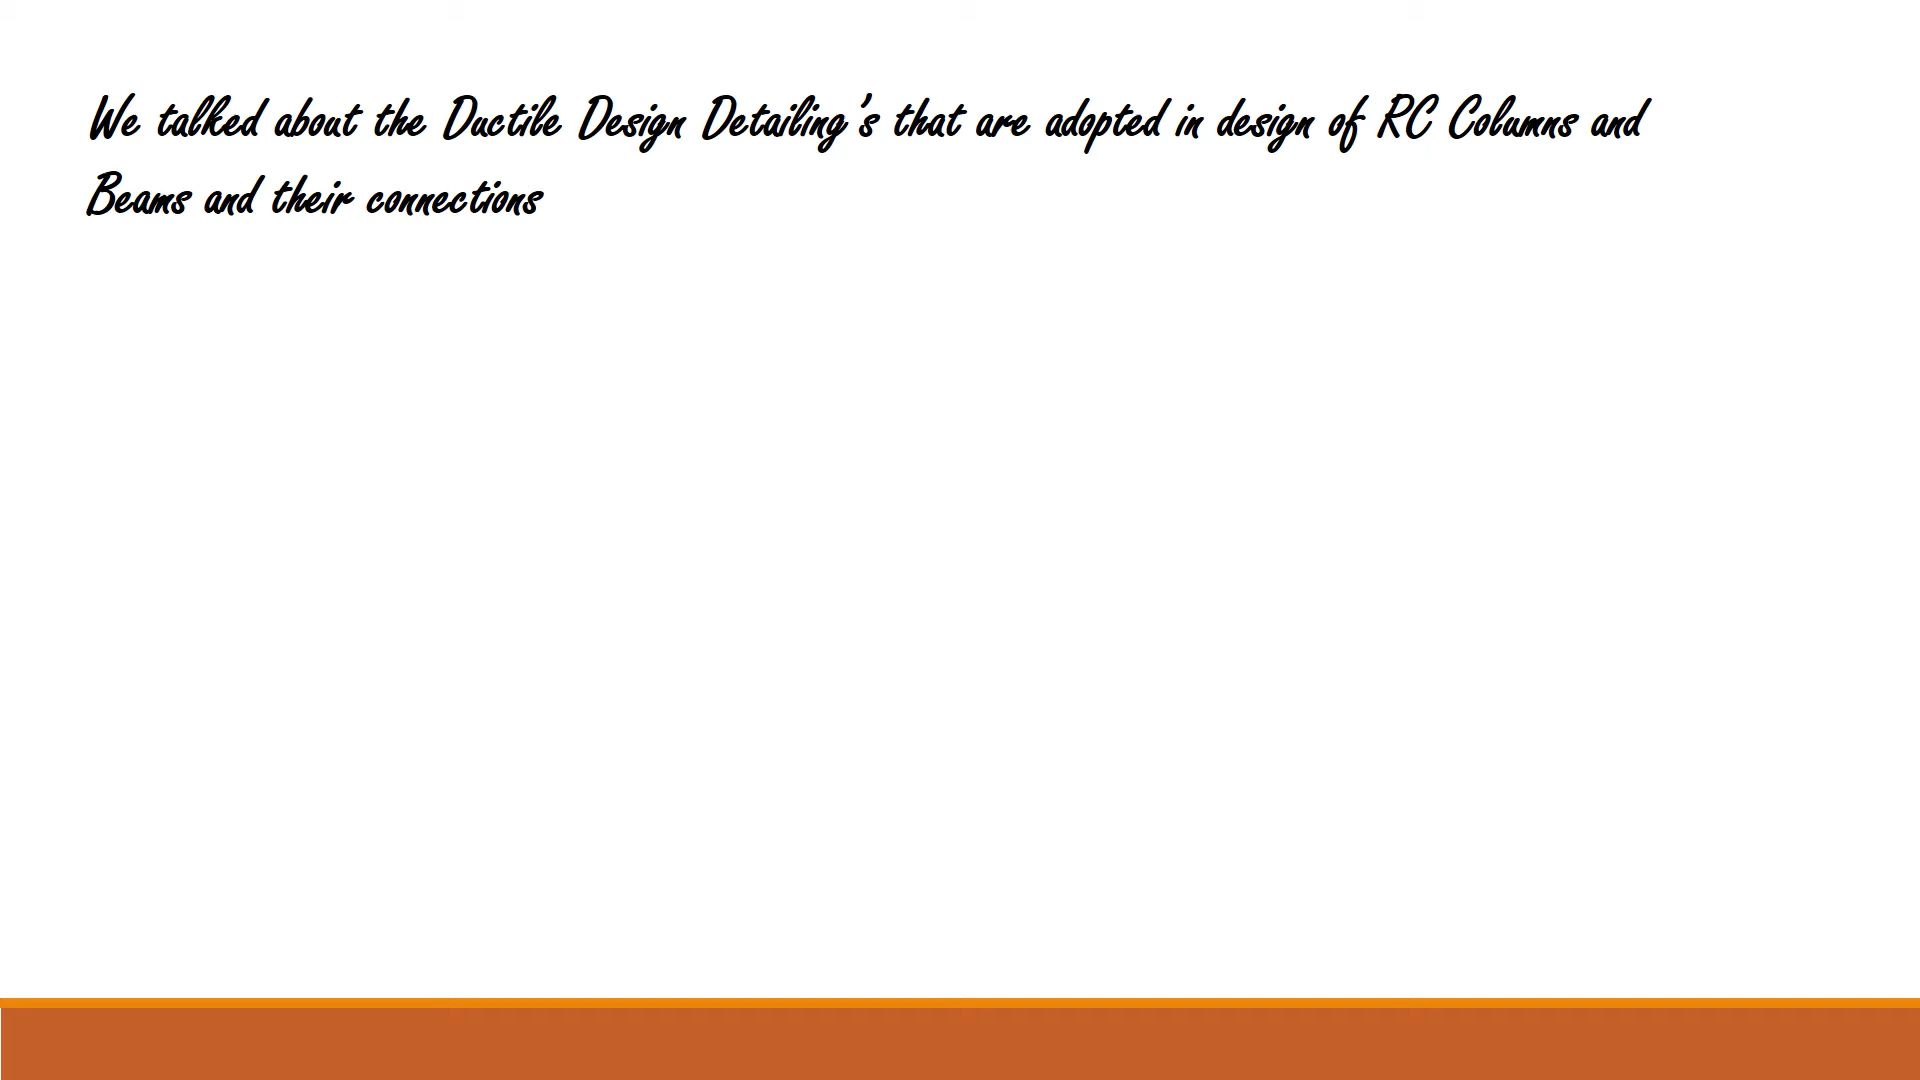 We talked about the Ductile Design Detailing's that are adopted in design of RC Columns and
Beams and their connections